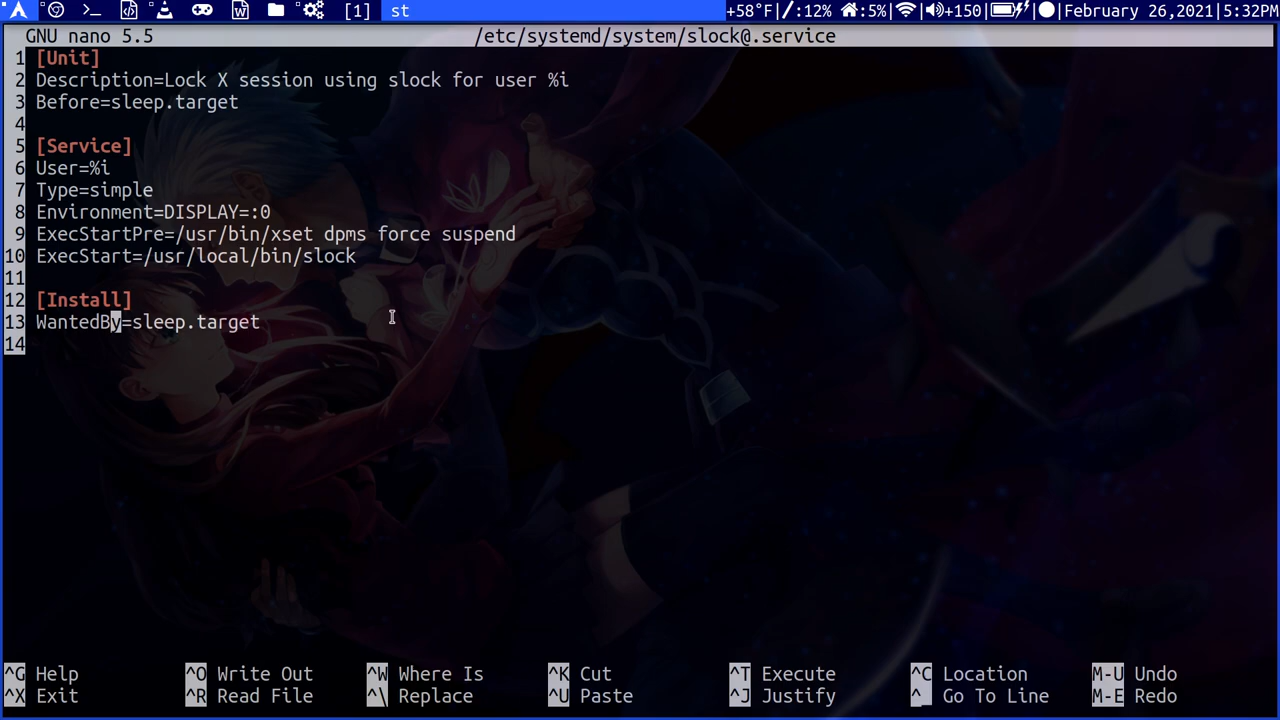 [1] st +58°F|/:12% :5%| | +150| | |February 26,2021|5:32PM
GNU nano 5.5 /etc/systemd/system/slock@.service
1 [Unit]
2 Description=Lock X session using slock for user %i
3 Before=sleep.target
4
5 [Service]
6 User=%i
7 Type=simple
8 Environment=DISPLAY=:0
9 ExecStartPre=/usr/bin/xset dpms force suspend
10 ExecStart=/usr/local/bin/slock
11
12 [Install]
13 WantedBy=sleep.target
14
^G Help ^O Write Out ^W Where Is ^K Cut ^T Execute ^C Location M-U Undo
^X Exit ^R Read File ^\ Replace ^U Paste ^J Justify ^_ Go To Line M-E Redo